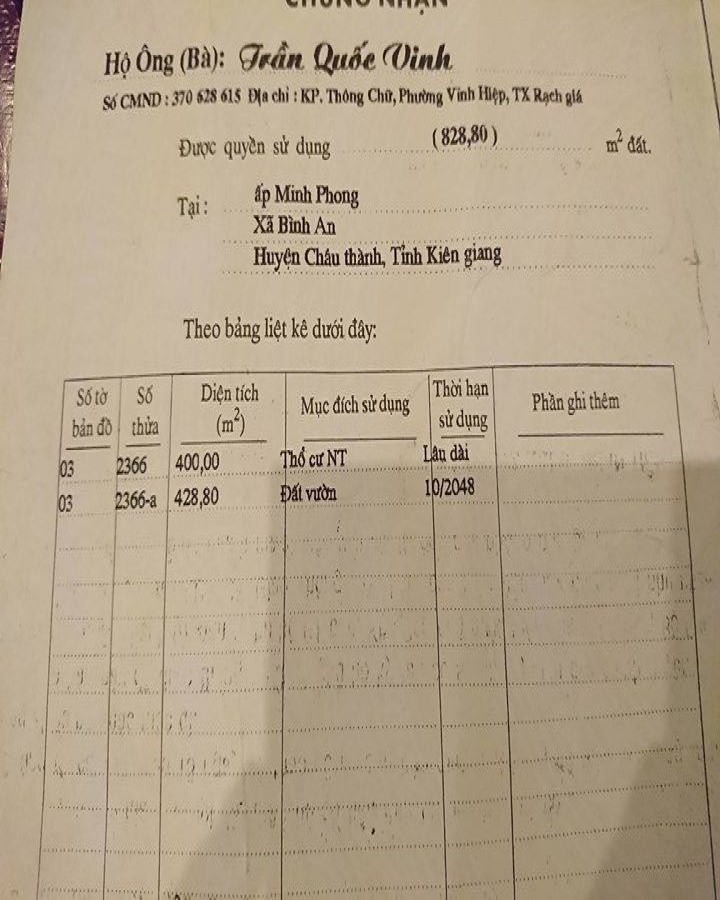 CHỨNG NHẬN
Hộ Ông (Bà): Trần Quốc Vinh
Số CMND : 370 628 615 Địa chỉ : KP. Thông Chữ, Phường Vĩnh Hiệp, TX Rạch giá
Được quyền sử dụng (828,80) m² đất.
Tại : ấp Minh Phong
Xã Bình An
Huyện Châu thành, Tỉnh Kiên giang
Theo bảng liệt kê dưới đây:
Số tờ bản đồ Số thửa Diện tích (m²) Mục đích sử dụng Thời hạn sử dụng Phần ghi thêm
03 2366 400,00 Thổ cư NT Lâu dài
03 2366-a 428,80 Đất vườn 10/2048